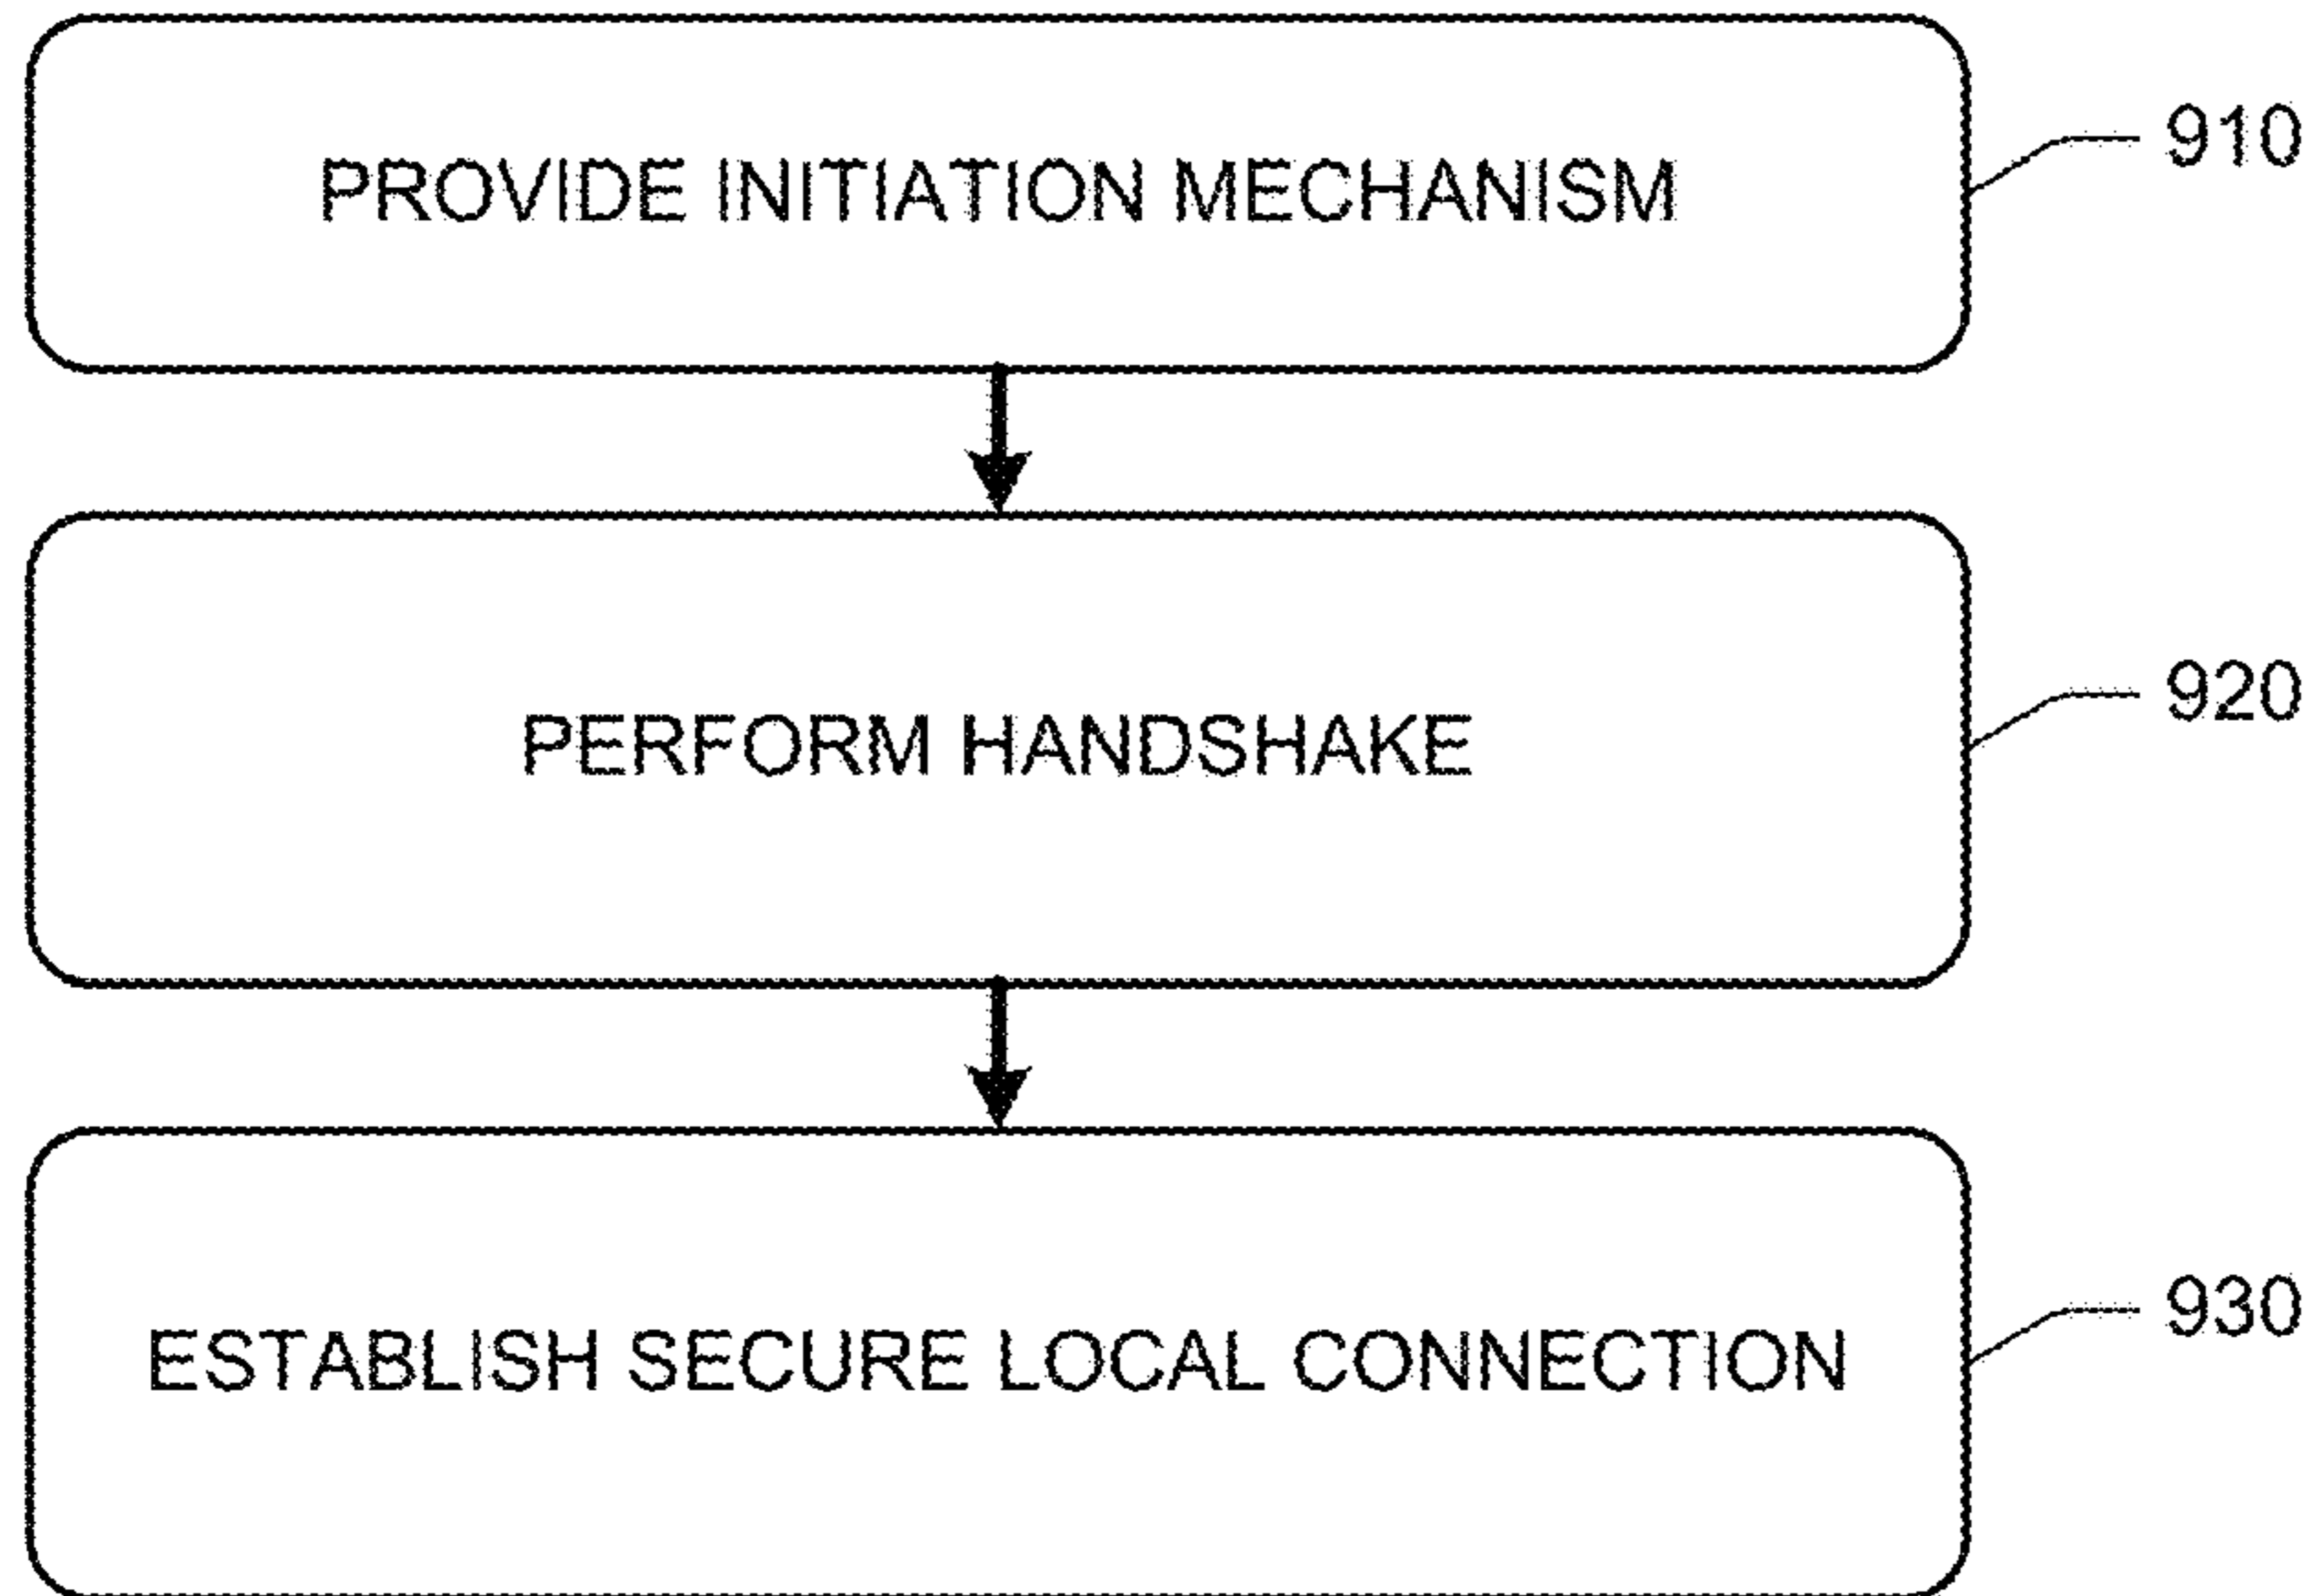 PROVIDE INITIATION MECHANISM
910
PERFORM HANDSHAKE
920
ESTABLISH SECURE LOCAL CONNECTION
930